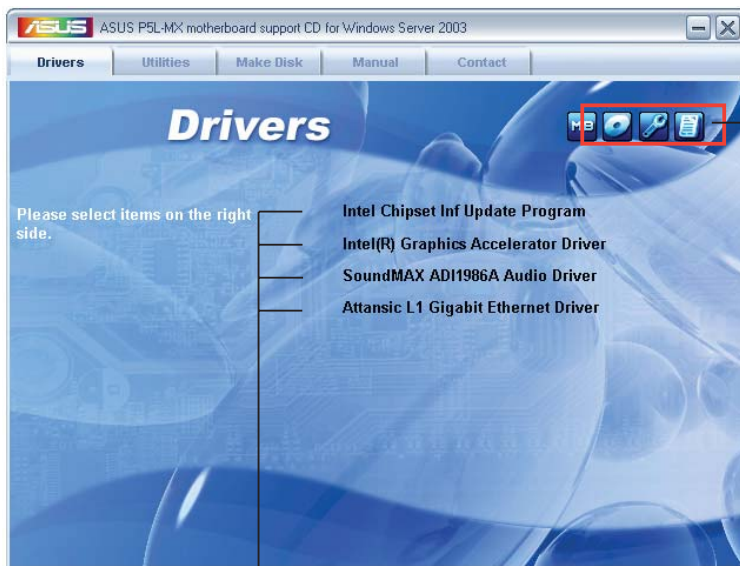 ASUS ASUS P5L-MX motherboard support CD for Windows Server 2003
Drivers Utilities Make Disk Manual Contact
Drivers
MB
Please select items on the right
side.
Intel Chipset Inf Update Program
Intel(R) Graphics Accelerator Driver
SoundMAX ADI1986A Audio Driver
Attansic L1 Gigabit Ethernet Driver